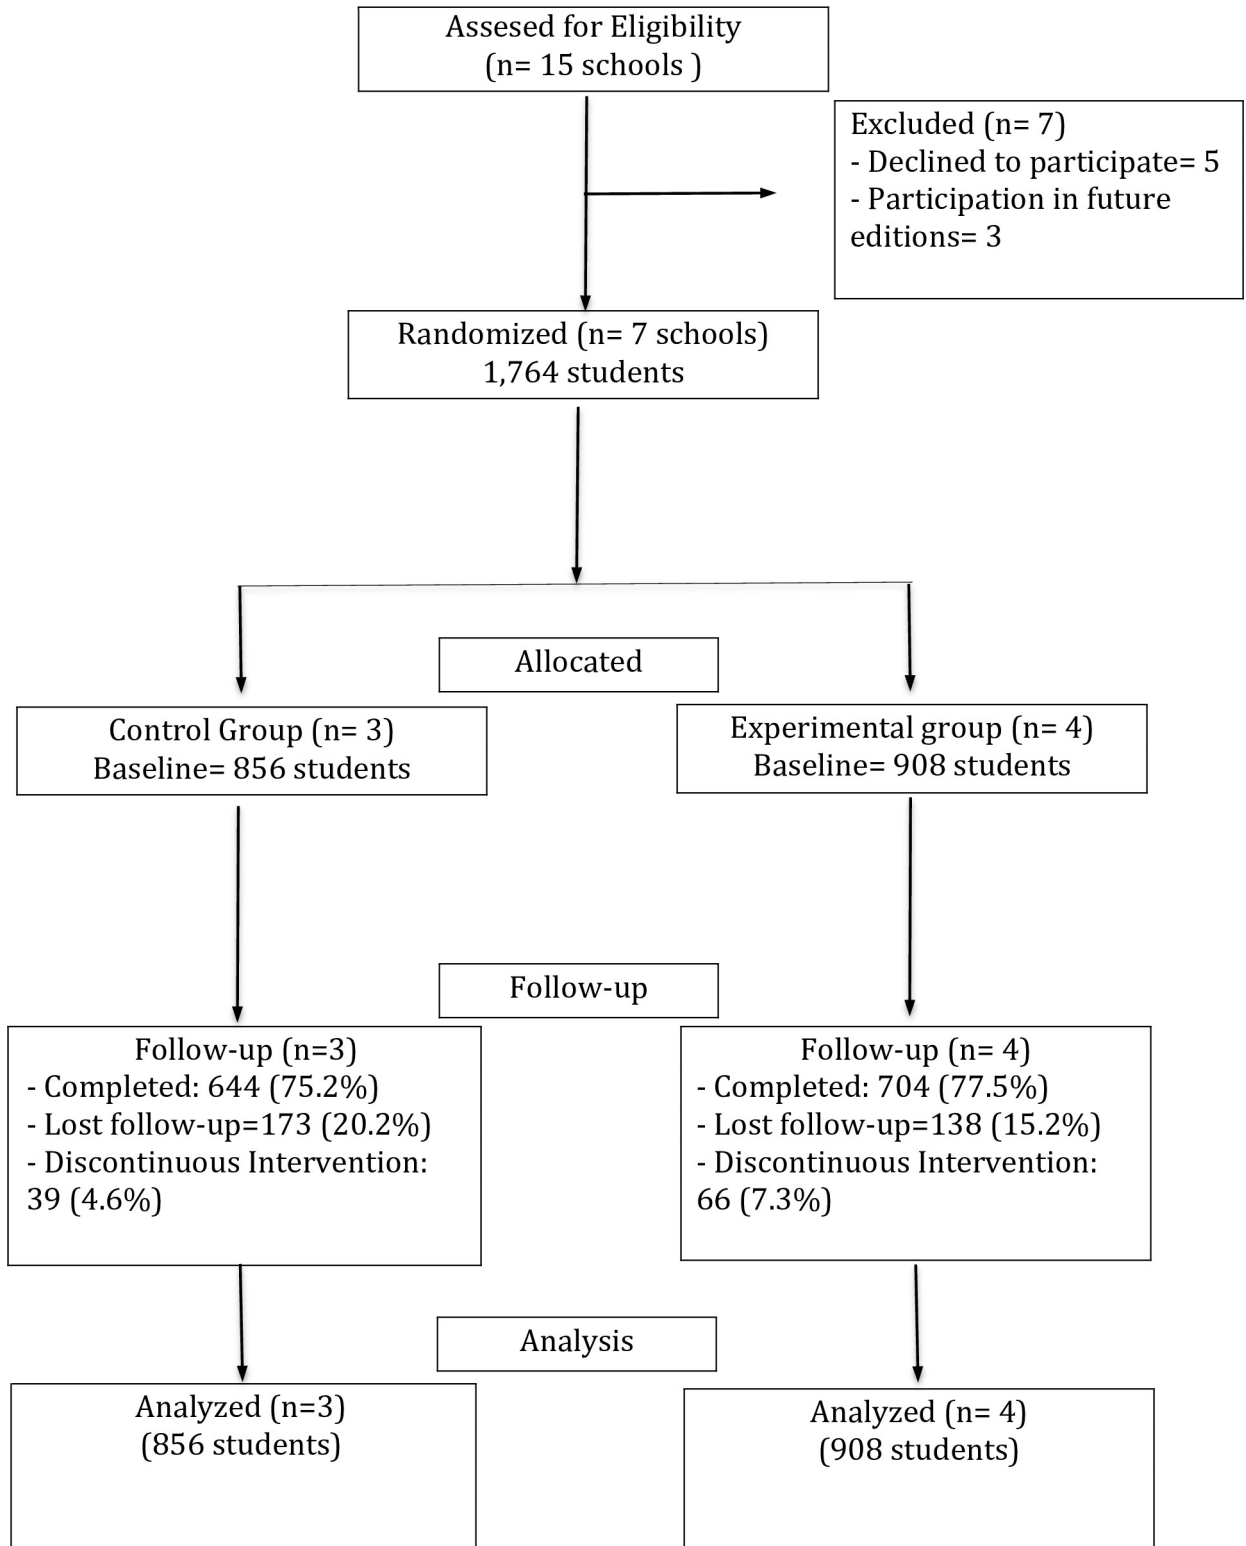 Assesed for Eligibility
(n= 15 schools )
Excluded (n= 7)
- Declined to participate= 5
- Participation in future
editions= 3
Randomized (n= 7 schools)
1,764 students
Allocated
Control Group (n= 3)
Baseline= 856 students
Experimental group (n= 4)
Baseline= 908 students
Follow-up
Follow-up (n=3)
- Completed: 644 (75.2%)
- Lost follow-up=173 (20.2%)
- Discontinuous Intervention:
39 (4.6%)
Follow-up (n= 4)
- Completed: 704 (77.5%)
- Lost follow-up=138 (15.2%)
- Discontinuous Intervention:
66 (7.3%)
Analysis
Analyzed (n=3)
(856 students)
Analyzed (n= 4)
(908 students)